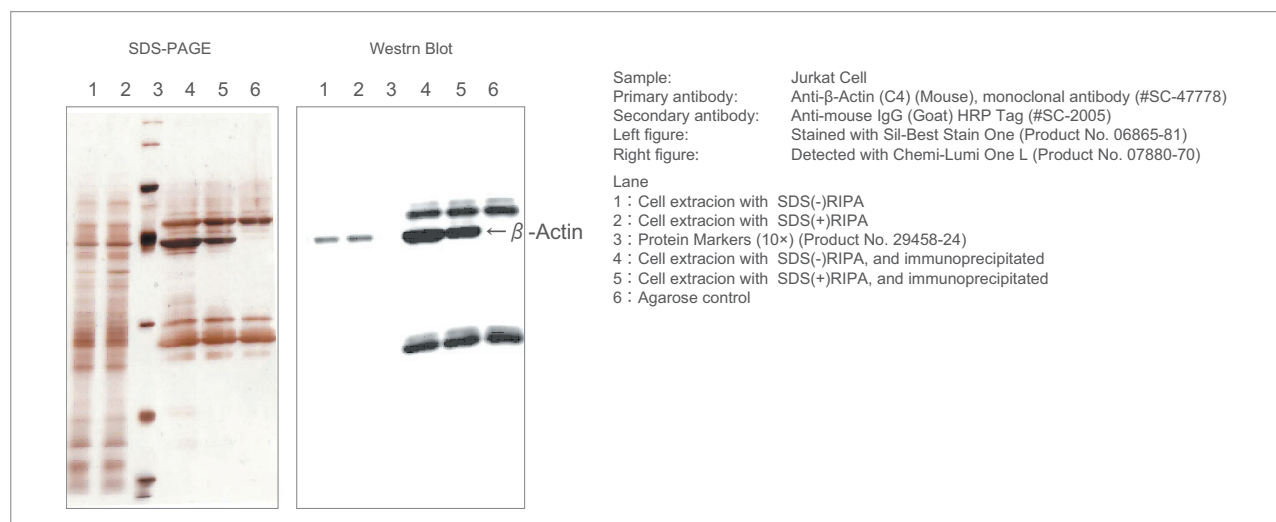 SDS-PAGE
1 2 3 4 5 6
Westrn Blot
1 2 3 4 5 6
←β-Actin
Sample: Jurkat Cell
Primary antibody: Anti-β-Actin (C4) (Mouse), monoclonal antibody (#SC-47778)
Secondary antibody: Anti-mouse IgG (Goat) HRP Tag (#SC-2005)
Left figure: Stained with Sil-Best Stain One (Product No. 06865-81)
Right figure: Detected with Chemi-Lumi One L (Product No. 07880-70)
Lane
1：Cell extracion with SDS(-)RIPA
2：Cell extracion with SDS(+)RIPA
3：Protein Markers (10×) (Product No. 29458-24)
4：Cell extracion with SDS(-)RIPA, and immunoprecipitated
5：Cell extracion with SDS(+)RIPA, and immunoprecipitated
6：Agarose control